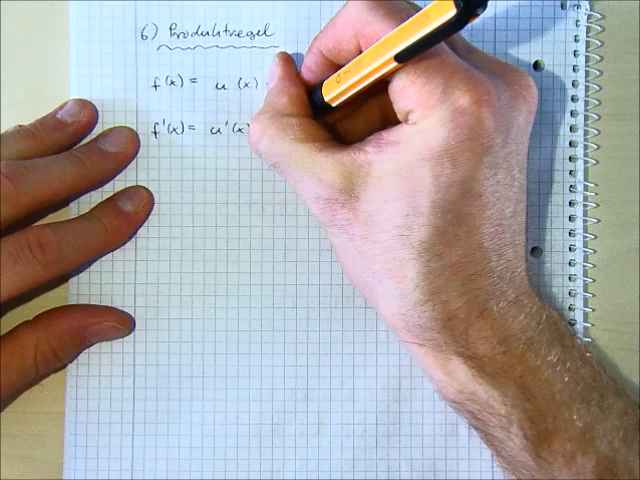 6) Produktregel
f(x) = u(x) ·
f'(x) = u'(x)